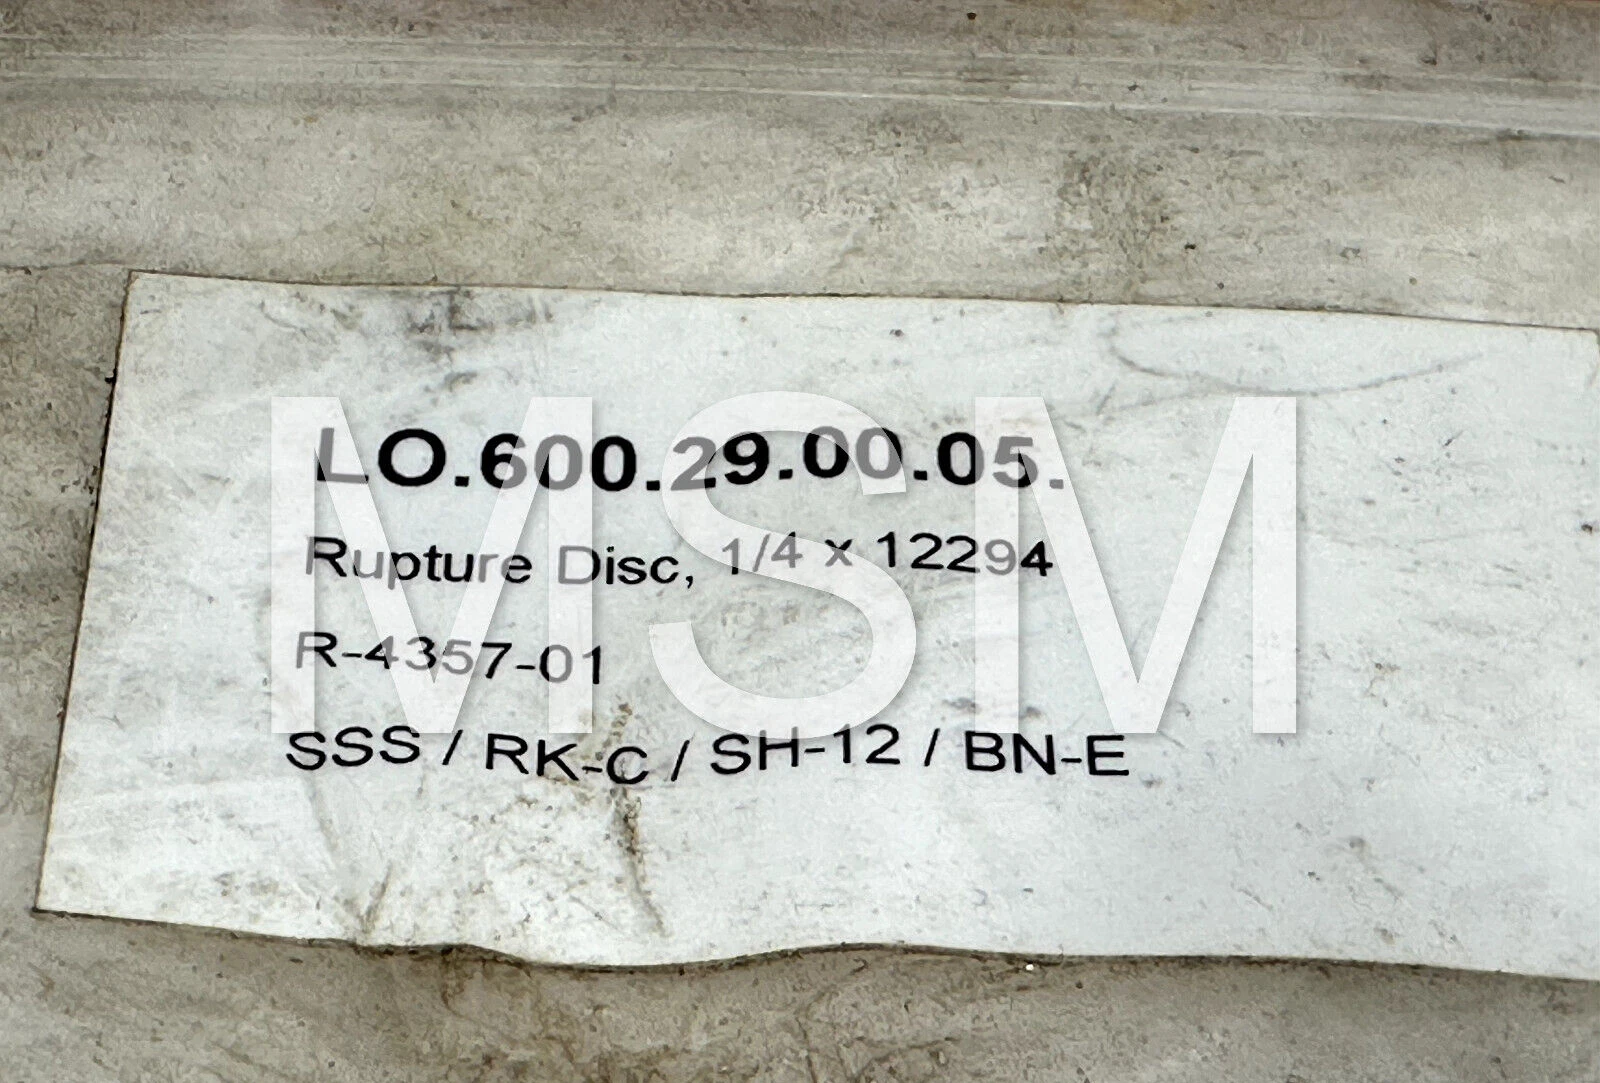 LO.600.29.00.05.
Rupture Disc, 1/4 x 12294
R-4357-01
SSS / RK-C / SH-12 / BN-E
MSM